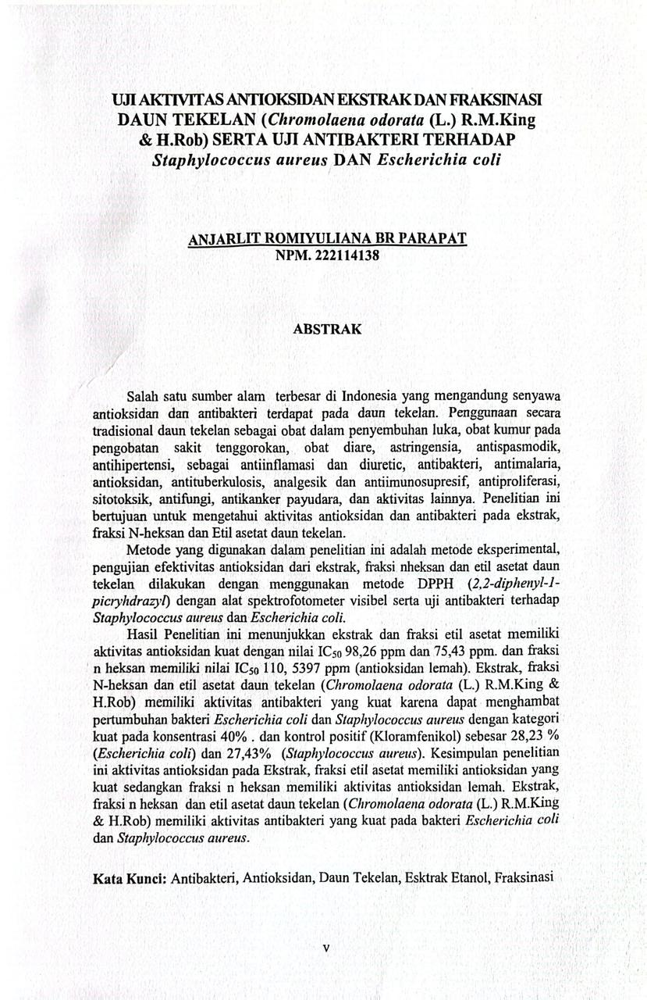 UJI AKTIVITAS ANTIOKSIDAN EKSTRAK DAN FRAKSINASI
DAUN TEKELAN (Chromolaena odorata (L.) R.M.King
& H.Rob) SERTA UJI ANTIBAKTERI TERHADAP
Staphylococcus aureus DAN Escherichia coli
ANJARLIT ROMIYULIANA BR PARAPAT
NPM. 222114138
ABSTRAK
Salah satu sumber alam terbesar di Indonesia yang mengandung senyawa
antioksidan dan antibakteri terdapat pada daun tekelan. Penggunaan secara
tradisional daun tekelan sebagai obat dalam penyembuhan luka, obat kumur pada
pengobatan sakit tenggorokan, obat diare, astringensia, antispasmodik,
antihipertensi, sebagai antiinflamasi dan diuretic, antibakteri, antimalaria,
antioksidan, antituberkulosis, analgesik dan antiimunosupresif, antiproliferasi,
sitotoksik, antifungi, antikanker payudara, dan aktivitas lainnya. Penelitian ini
bertujuan untuk mengetahui aktivitas antioksidan dan antibakteri pada ekstrak,
fraksi N-heksan dan Etil asetat daun tekelan.
Metode yang digunakan dalam penelitian ini adalah metode eksperimental,
pengujian efektivitas antioksidan dari ekstrak, fraksi nheksan dan etil asetat daun
tekelan dilakukan dengan menggunakan metode DPPH (2,2-diphenyl-1-
picryhdrazyl) dengan alat spektrofotometer visibel serta uji antibakteri terhadap
Staphylococcus aureus dan Escherichia coli.
Hasil Penelitian ini menunjukkan ekstrak dan fraksi etil asetat memiliki
aktivitas antioksidan kuat dengan nilai IC50 98,26 ppm dan 75,43 ppm. dan fraksi
n heksan memiliki nilai IC50 110, 5397 ppm (antioksidan lemah). Ekstrak, fraksi
N-heksan dan etil asetat daun tekelan (Chromolaena odorata (L.) R.M.King &
H.Rob) memiliki aktivitas antibakteri yang kuat karena dapat menghambat
pertumbuhan bakteri Escherichia coli dan Staphylococcus aureus dengan kategori
kuat pada konsentrasi 40% . dan kontrol positif (Kloramfenikol) sebesar 28,23 %
(Escherichia coli) dan 27,43% (Staphylococcus aureus). Kesimpulan penelitian
ini aktivitas antioksidan pada Ekstrak, fraksi etil asetat memiliki antioksidan yang
kuat sedangkan fraksi n heksan memiliki aktivitas antioksidan lemah. Ekstrak,
fraksi n heksan dan etil asetat daun tekelan (Chromolaena odorata (L.) R.M.King
& H.Rob) memiliki aktivitas antibakteri yang kuat pada bakteri Escherichia coli
dan Staphylococcus aureus.
Kata Kunci: Antibakteri, Antioksidan, Daun Tekelan, Esktrak Etanol, Fraksinasi
v